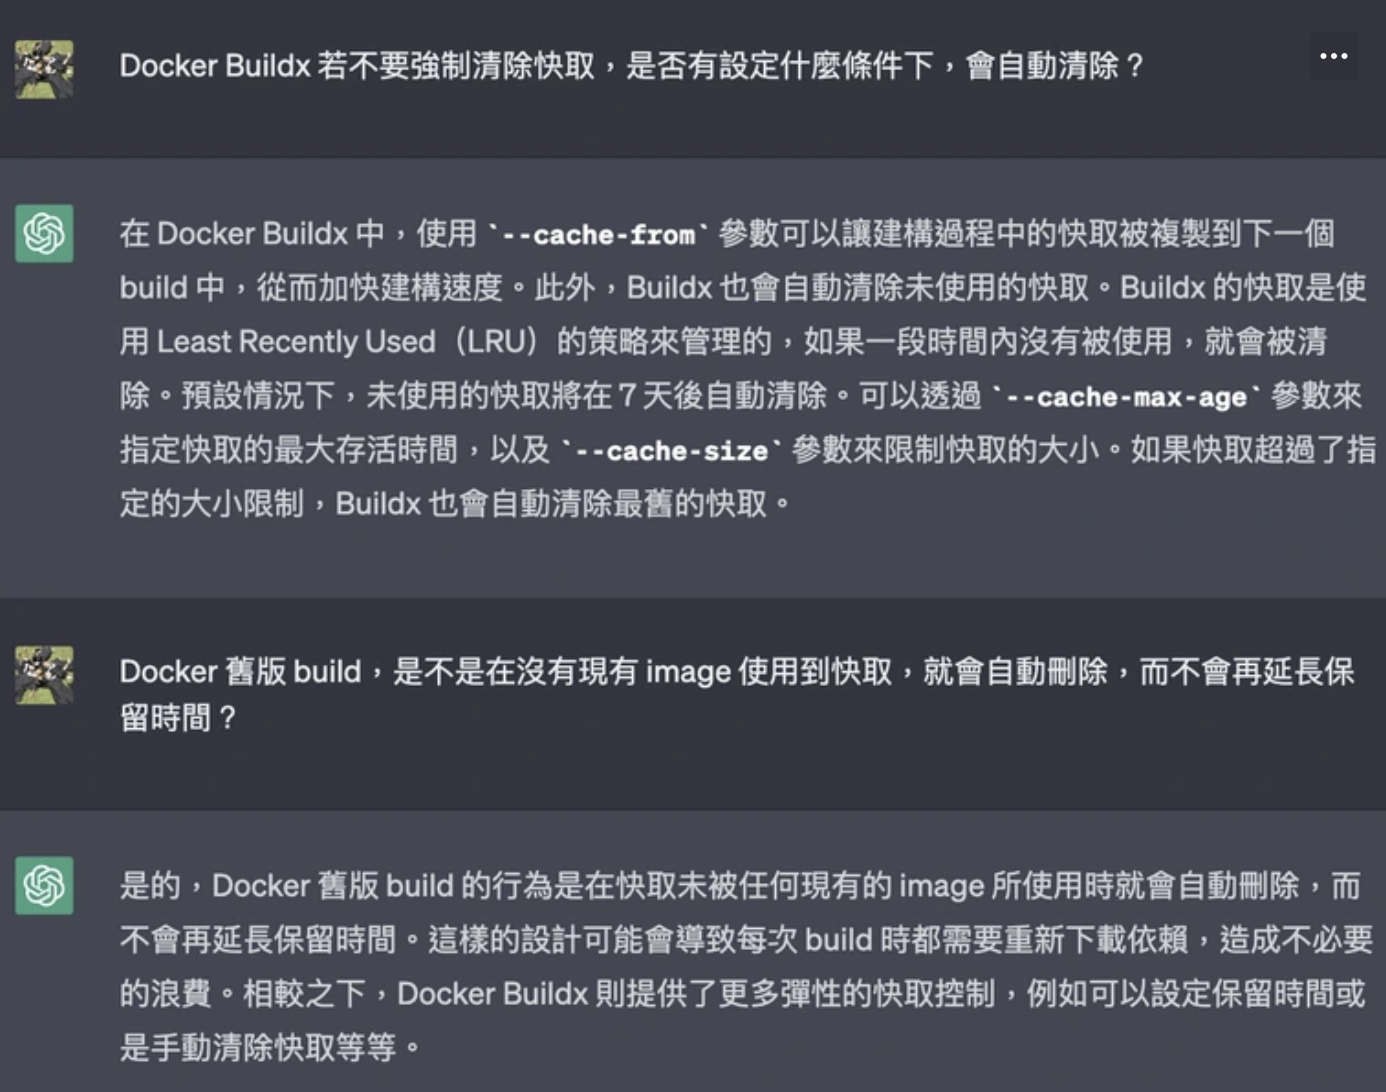 Docker Buildx 若不要強制清除快取，是否有設定什麼條件下，會自動清除？
在 Docker Buildx 中，使用 `--cache-from` 參數可以讓建構過程中的快取被複製到下一個
build 中，從而加快建構速度。此外，Buildx 也會自動清除未使用的快取。Buildx 的快取是使
用 Least Recently Used（LRU）的策略來管理的，如果一段時間內沒有被使用，就會被清
除。預設情況下，未使用的快取將在 7 天後自動清除。可以透過 `--cache-max-age` 參數來
指定快取的最大存活時間，以及 `--cache-size` 參數來限制快取的大小。如果快取超過了指
定的大小限制，Buildx 也會自動清除最舊的快取。
Docker 舊版 build，是不是在沒有現有 image 使用到快取，就會自動刪除，而不會再延長保
留時間？
是的，Docker 舊版 build 的行為是在快取未被任何現有的 image 所使用時就會自動刪除，而
不會再延長保留時間。這樣的設計可能會導致每次 build 時都需要重新下載依賴，造成不必要
的浪費。相較之下，Docker Buildx 則提供了更多彈性的快取控制，例如可以設定保留時間或
是手動清除快取等等。